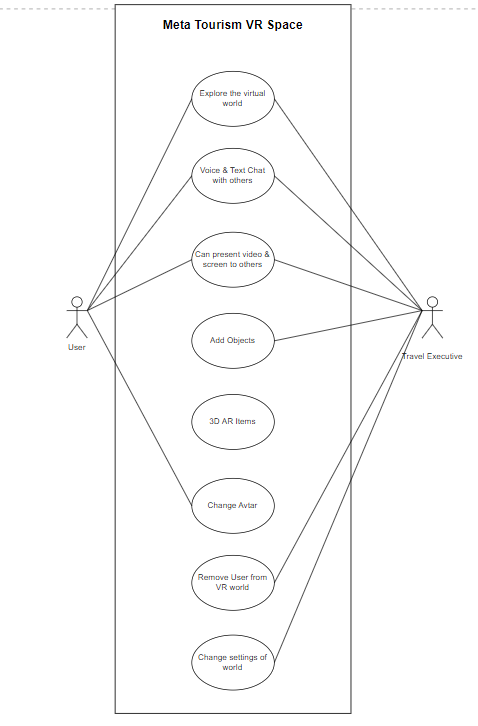 Meta Tourism VR Space
Explore the virtual
world
Voice & Text Chat
with others
Can present video &
screen to others
User
Travel Executive
Add Objects
3D AR Items
Change Avtar
Remove User from
VR world
Change settings of
world